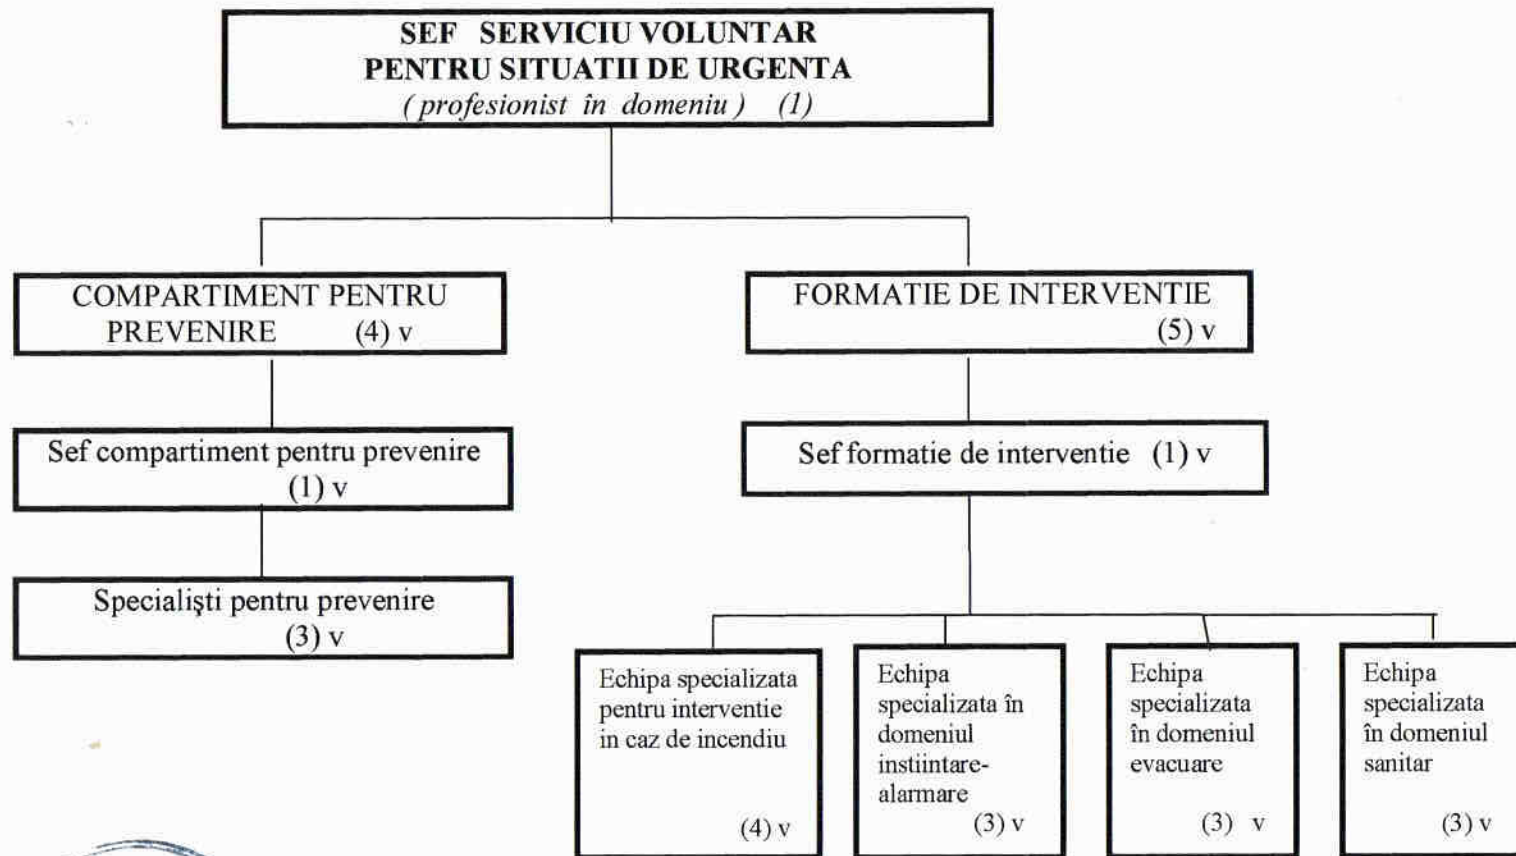 SEF SERVICIU VOLUNTAR
PENTRU SITUATII DE URGENTA
( profesionist în domeniu ) (1)
COMPARTIMENT PENTRU
PREVENIRE (4) v
FORMATIE DE INTERVENTIE
(5) v
Sef compartiment pentru prevenire
(1) v
Sef formatie de interventie (1) v
Specialişti pentru prevenire
(3) v
Echipa specializata
pentru interventie
in caz de incendiu
(4) v
Echipa
specializata în
domeniul
instiintare-
alarmare
(3) v
Echipa
specializata
în domeniul
evacuare
(3) v
Echipa
specializata
în domeniul
sanitar
(3) v